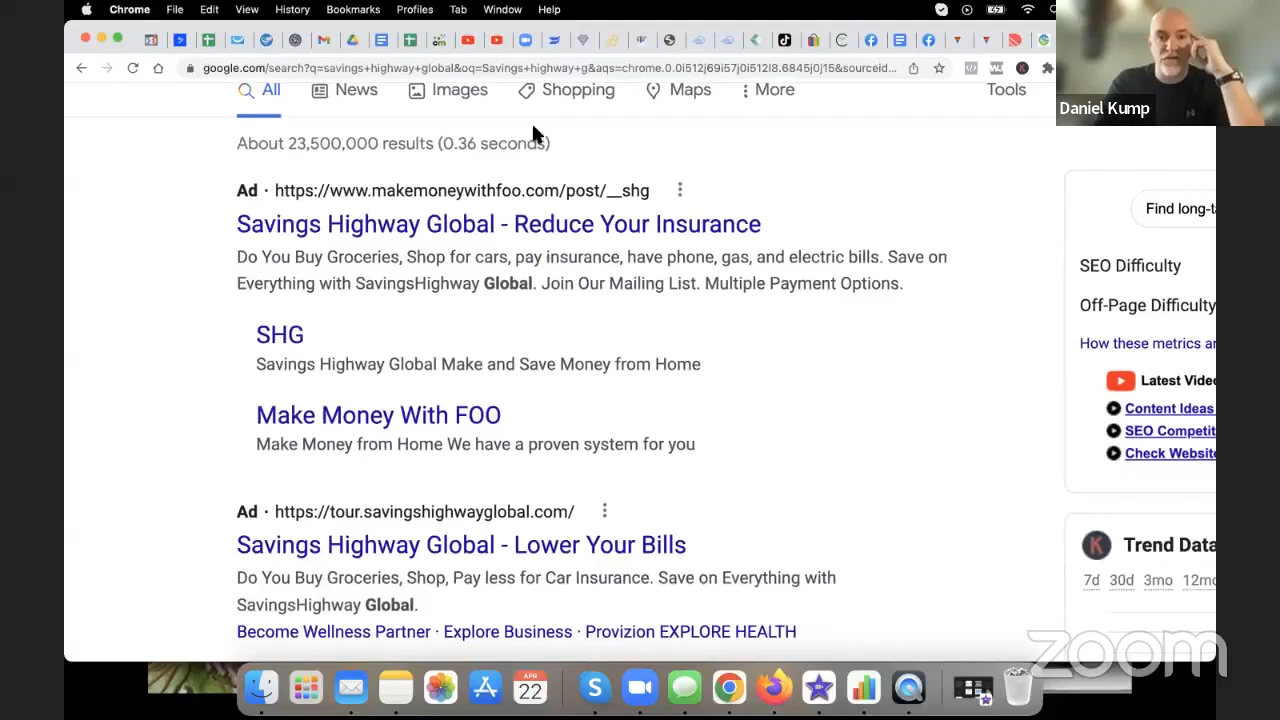 Chrome File Edit View History Bookmarks Profiles Tab Window Help
google.com/search?q=savings+highway+global&oq=Savings+highway+g&aqs=chrome.0.0i512j69i57j0i512l8.6845j0j15&sourceid...
Daniel Kump
All News Images Shopping Maps More Tools
About 23,500,000 results (0.36 seconds)
Ad · https://www.makemoneywithfoo.com/post/__shg
Savings Highway Global - Reduce Your Insurance
Do You Buy Groceries, Shop for cars, pay insurance, have phone, gas, and electric bills. Save on
Everything with SavingsHighway Global. Join Our Mailing List. Multiple Payment Options.
SHG
Savings Highway Global Make and Save Money from Home
Make Money With FOO
Make Money from Home We have a proven system for you
Ad · https://tour.savingshighwayglobal.com/
Savings Highway Global - Lower Your Bills
Do You Buy Groceries, Shop, Pay less for Car Insurance. Save on Everything with
SavingsHighway Global.
Become Wellness Partner · Explore Business · Provizion EXPLORE HEALTH
Find long-ta
SEO Difficulty
Off-Page Difficulty
How these metrics ar
Latest Video
Content Ideas
SEO Competit
Check Website
K Trend Data
7d 30d 3mo 12mo
APR
22
zoom